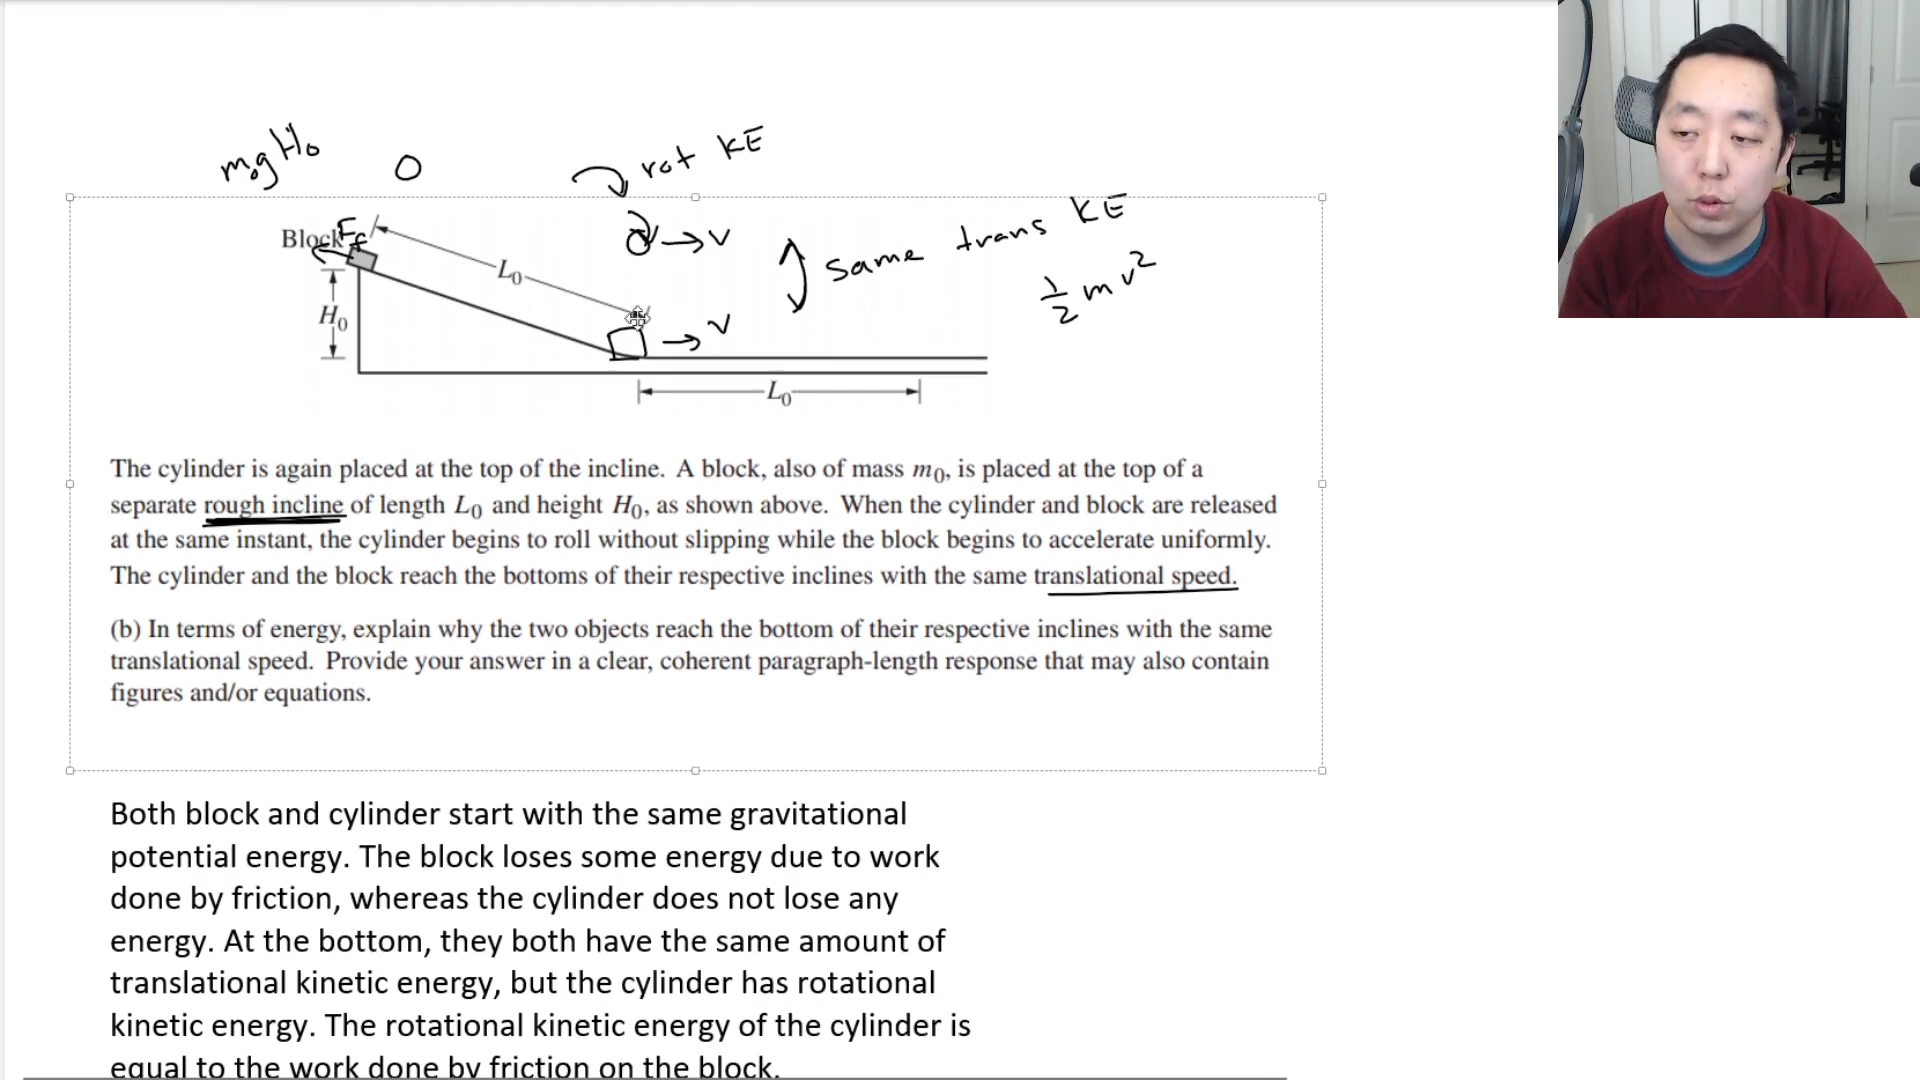 m₀gH₀
rot KE
→v
same trans KE
½mv²
Block
F_f
L₀
H₀
→v
L₀
The cylinder is again placed at the top of the incline. A block, also of mass m₀, is placed at the top of a
separate rough incline of length L₀ and height H₀, as shown above. When the cylinder and block are released
at the same instant, the cylinder begins to roll without slipping while the block begins to accelerate uniformly.
The cylinder and the block reach the bottoms of their respective inclines with the same translational speed.
(b) In terms of energy, explain why the two objects reach the bottom of their respective inclines with the same
translational speed. Provide your answer in a clear, coherent paragraph-length response that may also contain
figures and/or equations.
Both block and cylinder start with the same gravitational
potential energy. The block loses some energy due to work
done by friction, whereas the cylinder does not lose any
energy. At the bottom, they both have the same amount of
translational kinetic energy, but the cylinder has rotational
kinetic energy. The rotational kinetic energy of the cylinder is
equal to the work done by friction on the block.